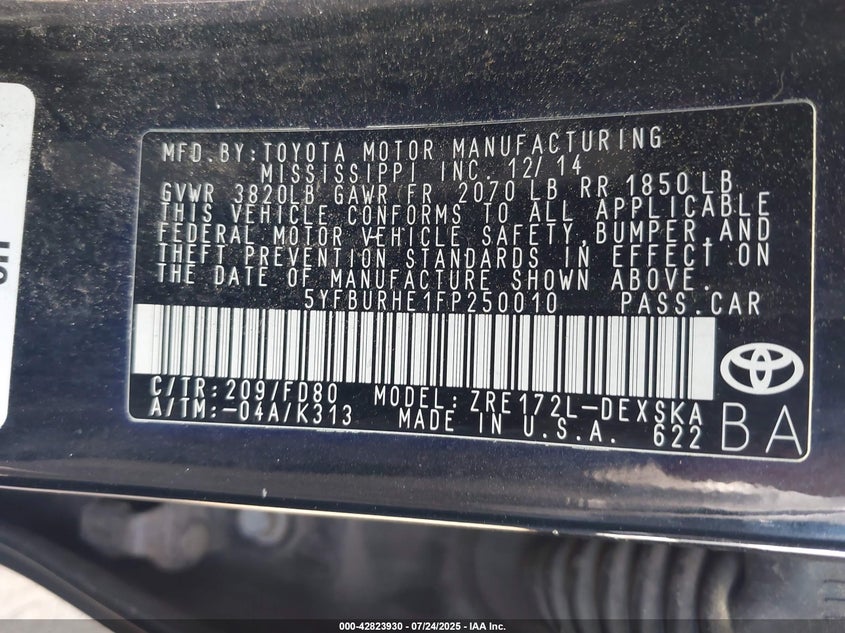 MFD.BY:TOYOTA MOTOR MANUFACTURING
MISSISSIPPI INC. 12/14
GVWR 3820LB GAWR FR 2070 LB RR 1850 LB
THIS VEHICLE CONFORMS TO ALL APPLICABLE
FEDERAL MOTOR VEHICLE SAFETY, BUMPER, AND
THEFT PREVENTION STANDARDS IN EFFECT ON
THE DATE OF MANUFACTURE SHOWN ABOVE.
5YFBURHE1FP250010 PASS.CAR
C/TR:209/FD80 MODEL:ZRE172L-DEXSKA
A/TM:-04A/K313 MADE IN U.S.A. 622
BA
000-42823930 - 07/24/2025 - IAA Inc.